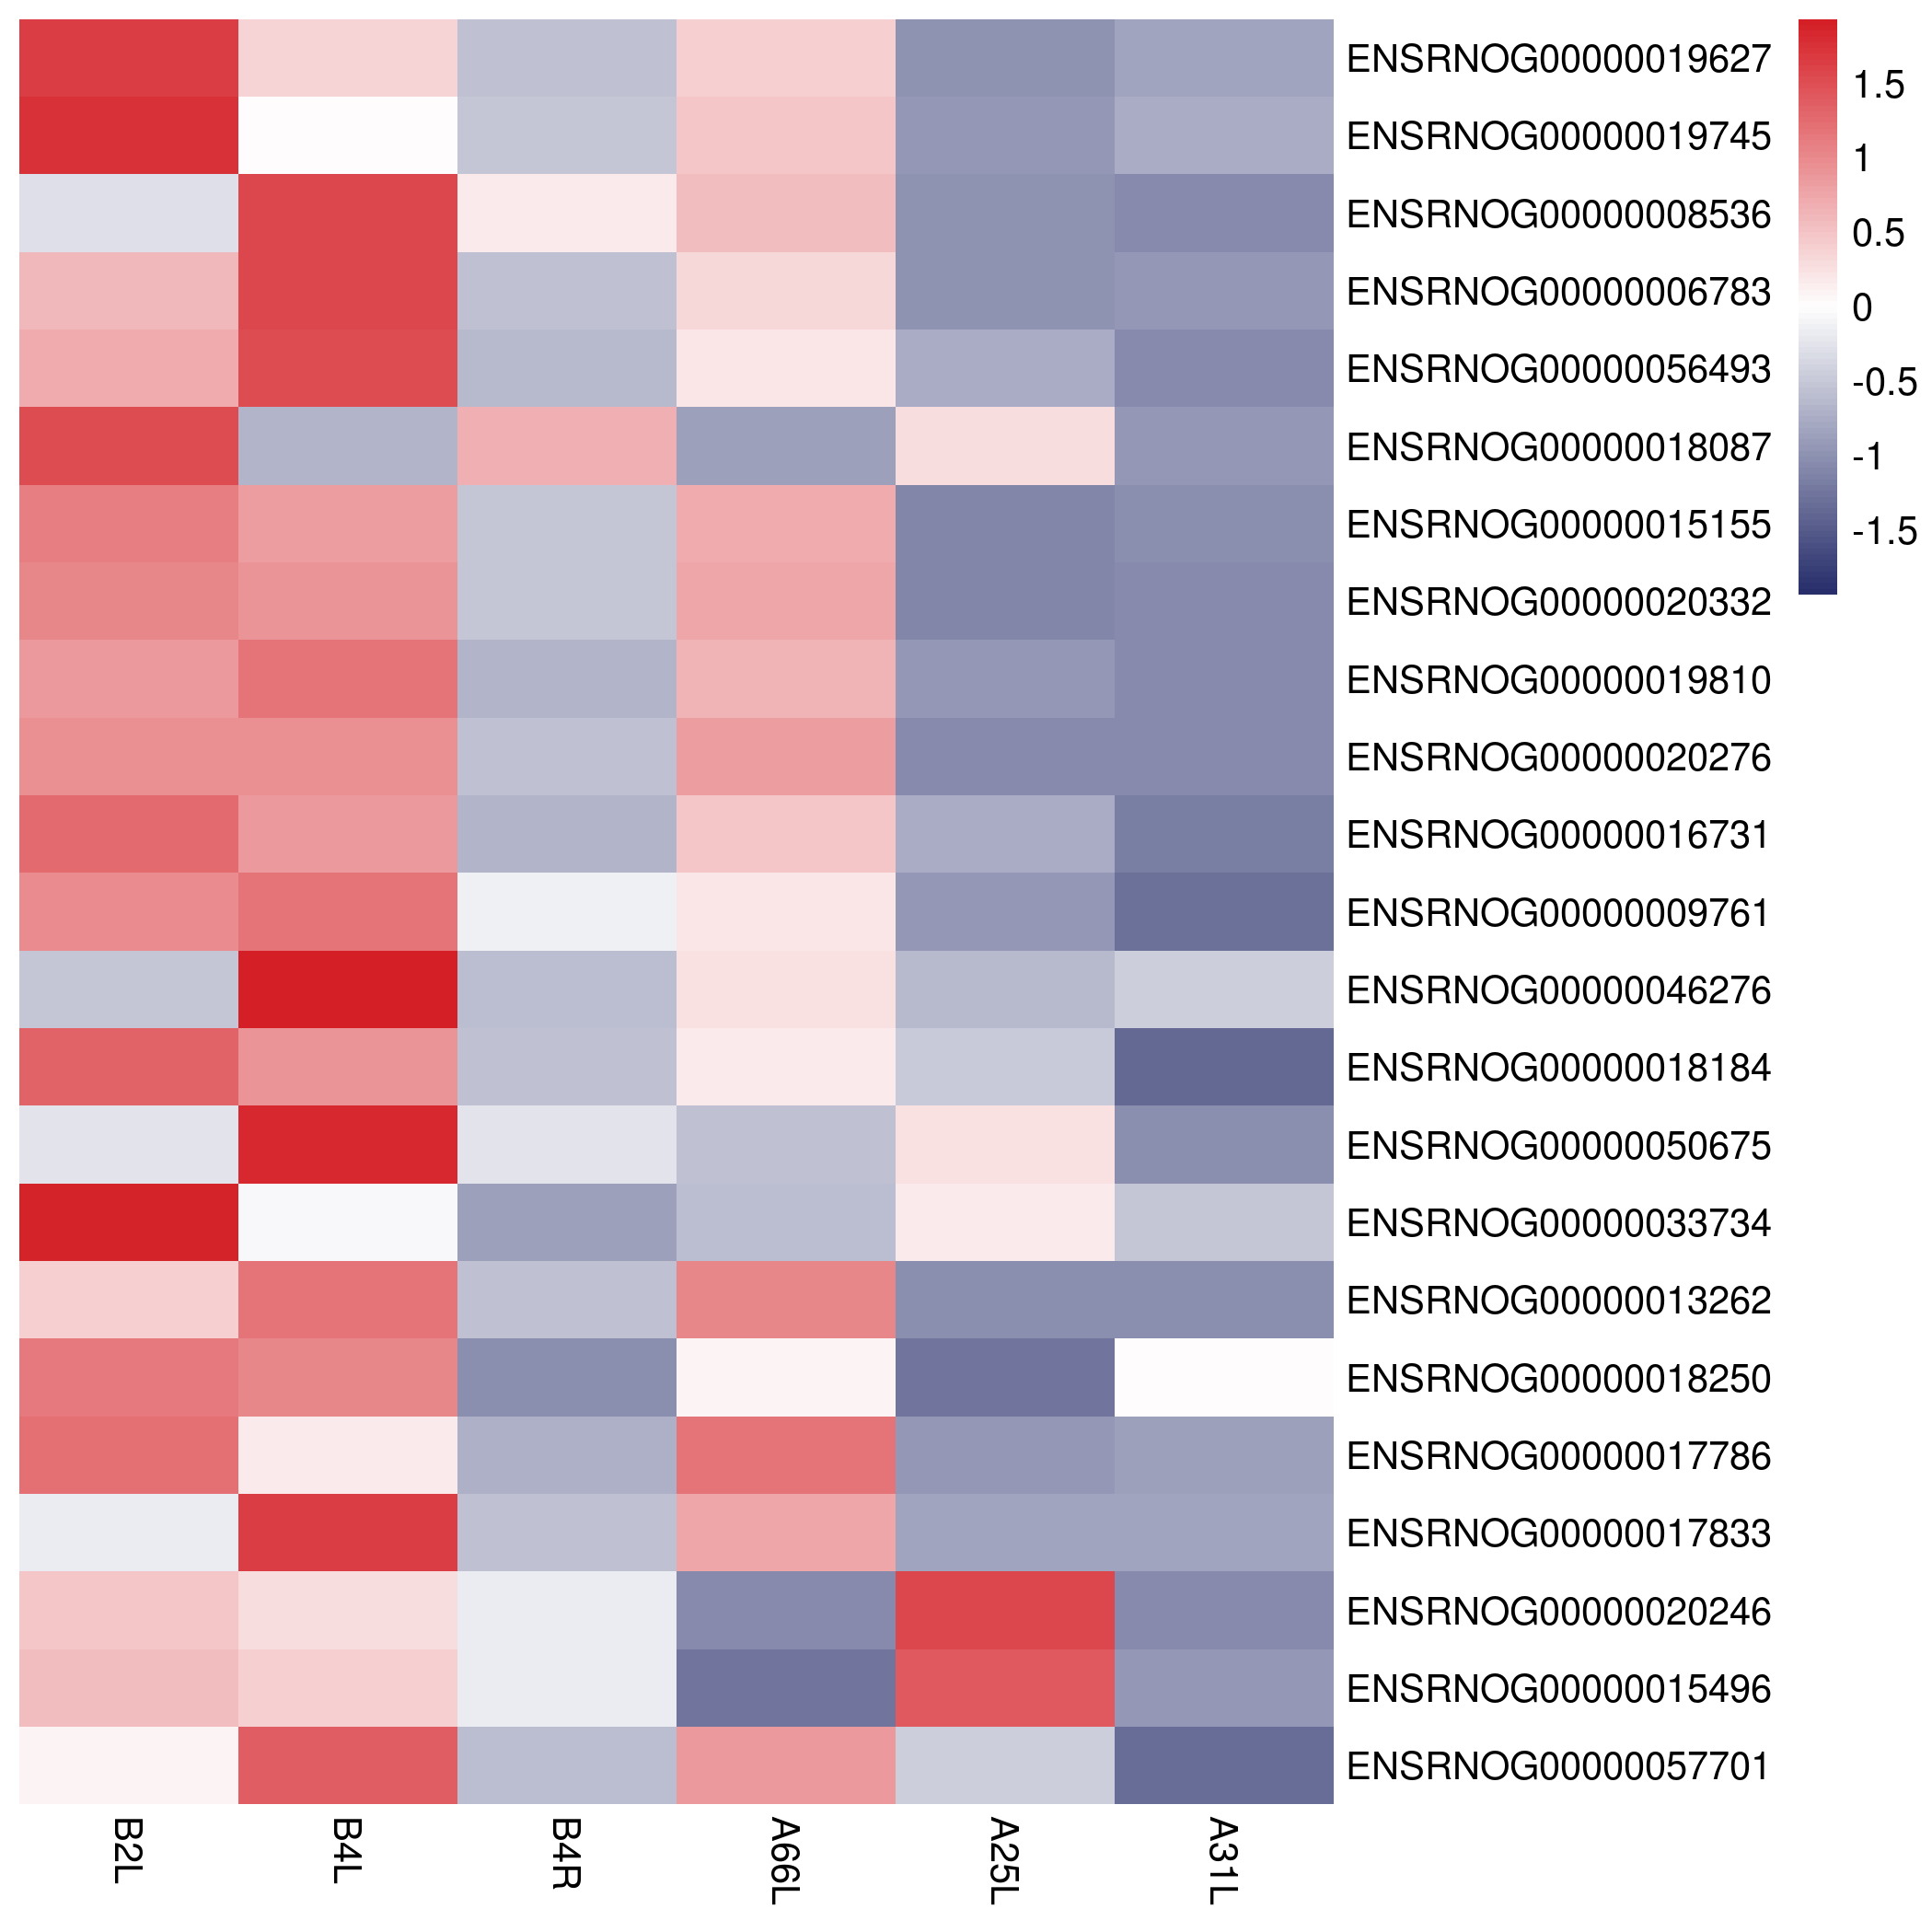 ENSRNOG00000019627
ENSRNOG00000019745
ENSRNOG00000008536
ENSRNOG00000006783
ENSRNOG00000056493
ENSRNOG00000018087
ENSRNOG00000015155
ENSRNOG00000020332
ENSRNOG00000019810
ENSRNOG00000020276
ENSRNOG00000016731
ENSRNOG00000009761
ENSRNOG00000046276
ENSRNOG00000018184
ENSRNOG00000050675
ENSRNOG00000033734
ENSRNOG00000013262
ENSRNOG00000018250
ENSRNOG00000017786
ENSRNOG00000017833
ENSRNOG00000020246
ENSRNOG00000015496
ENSRNOG00000057701
1.5
1
0.5
0
-0.5
-1
-1.5
B2L
B4L
B4R
A66L
A25L
A31L